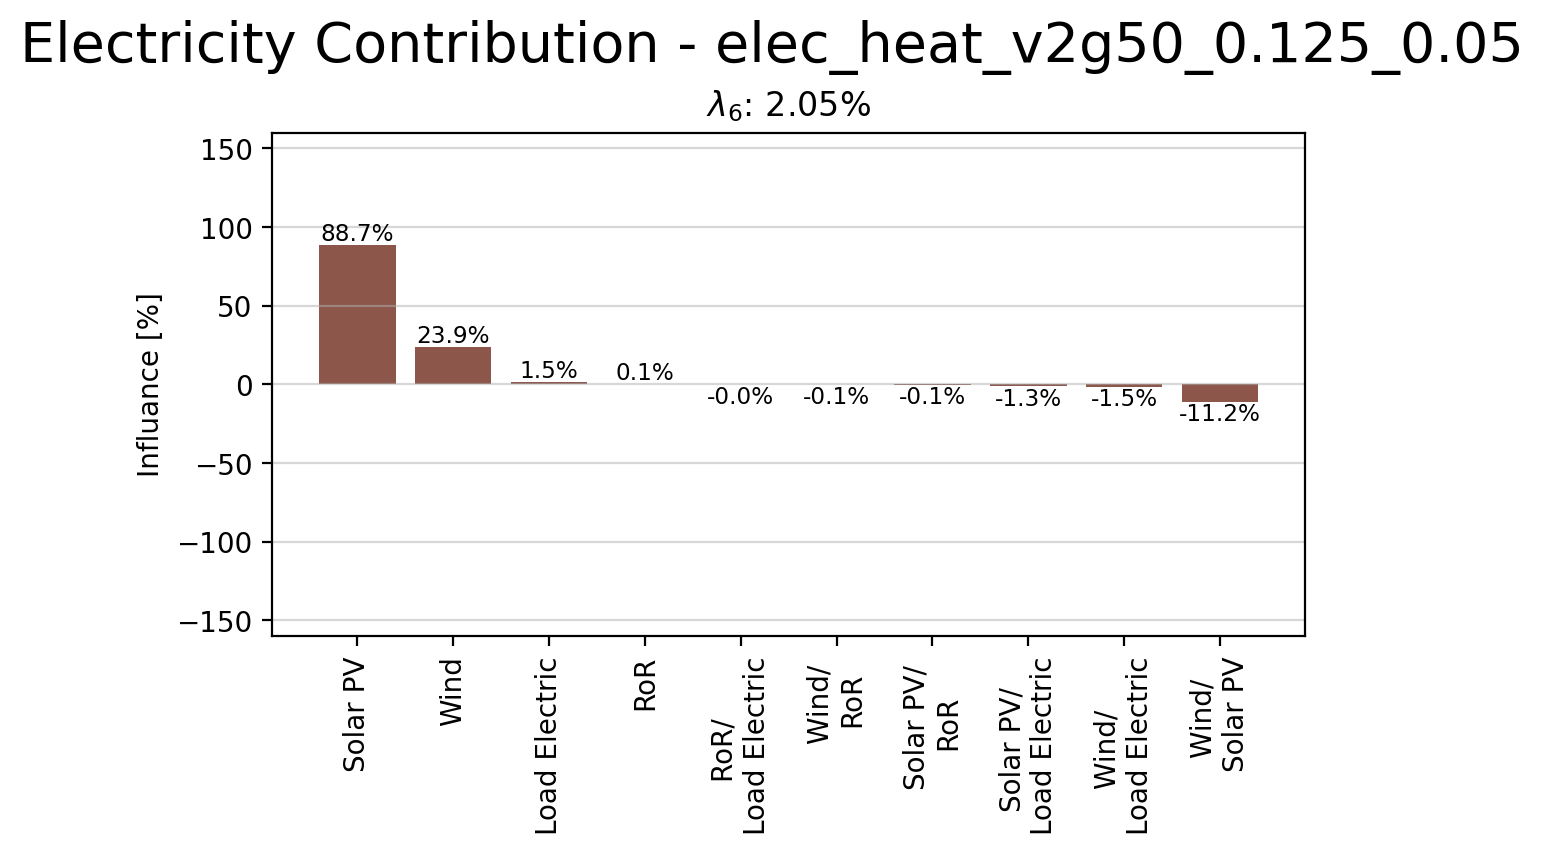 Electricity Contribution - elec_heat_v2g50_0.125_0.05
λ6: 2.05%
Influance [%]
150
100
50
0
−50
−100
−150
88.7%
23.9%
1.5%
0.1%
-0.0%
-0.1%
-0.1%
-1.3%
-1.5%
-11.2%
Solar PV
Wind
Load Electric
RoR
RoR/
Load Electric
Wind/
RoR
Solar PV/
RoR
Solar PV/
Load Electric
Wind/
Load Electric
Wind/
Solar PV